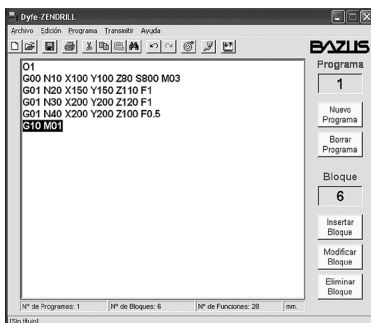 Dyfe-ZENDRILL
Archivo Edición Programa Transmitir Ayuda
BAZUS
O1
G00 N10 X100 Y100 Z80 S800 M03
G01 N20 X150 Y150 Z110 F1
G01 N30 X200 Y200 Z120 F1
G01 N40 X200 Y200 Z100 F0.5
G10 M01
Programa
1
Nuevo
Programa
Borrar
Programa
Bloque
6
Insertar
Bloque
Modificar
Bloque
Eliminar
Bloque
Nº de Programas: 1 Nº de Bloques: 6 Nº de Funciones: 28 mm.
[Sin título]